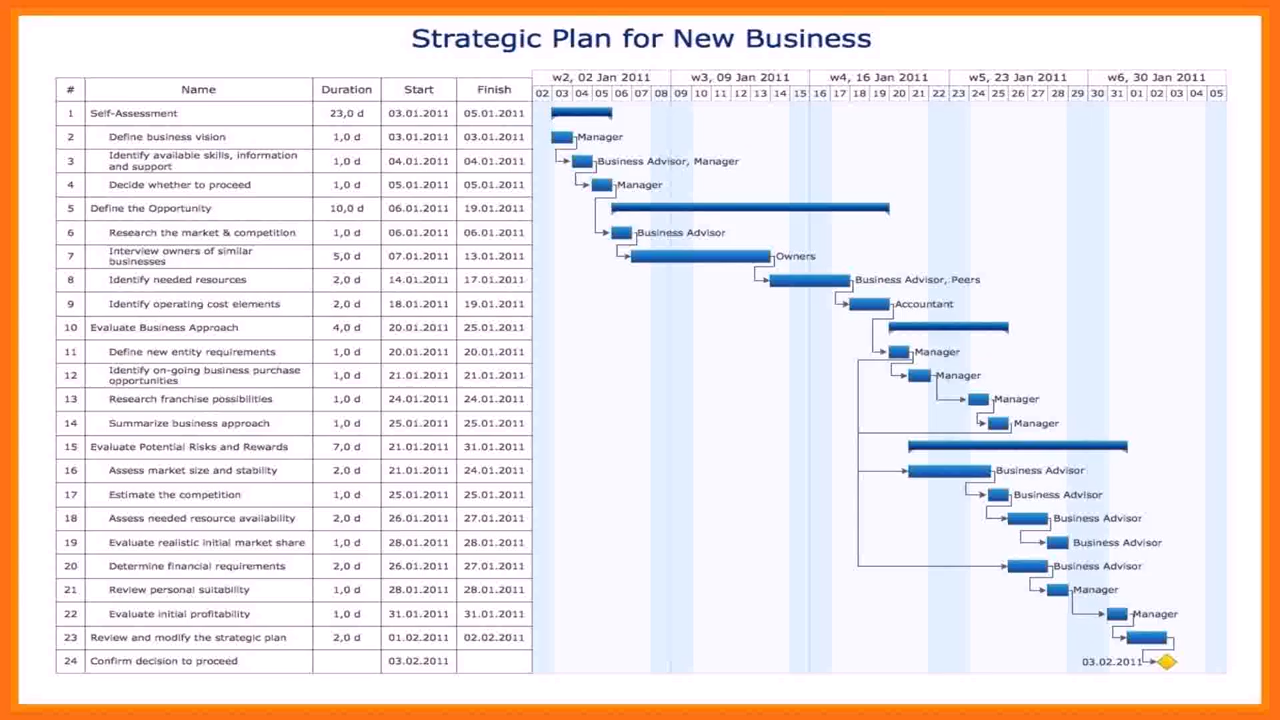 Strategic Plan for New Business
w2, 02 Jan 2011 w3, 09 Jan 2011 w4, 16 Jan 2011 w5, 23 Jan 2011 w6, 30 Jan 2011
# Name Duration Start Finish
02 03 04 05 06 07 08 09 10 11 12 13 14 15 16 17 18 19 20 21 22 23 24 25 26 27 28 29 30 31 01 02 03 04 05
1 Self-Assessment 23,0 d 03.01.2011 05.01.2011
2 Define business vision 1,0 d 03.01.2011 03.01.2011 Manager
3 Identify available skills, information
and support 1,0 d 04.01.2011 04.01.2011 Business Advisor, Manager
4 Decide whether to proceed 1,0 d 05.01.2011 05.01.2011 Manager
5 Define the Opportunity 10,0 d 06.01.2011 19.01.2011
6 Research the market & competition 1,0 d 06.01.2011 06.01.2011 Business Advisor
7 Interview owners of similar
businesses 5,0 d 07.01.2011 13.01.2011 Owners
8 Identify needed resources 2,0 d 14.01.2011 17.01.2011 Business Advisor, Peers
9 Identify operating cost elements 2,0 d 18.01.2011 19.01.2011 Accountant
10 Evaluate Business Approach 4,0 d 20.01.2011 25.01.2011
11 Define new entity requirements 1,0 d 20.01.2011 20.01.2011 Manager
12 Identify on-going business purchase
opportunities 1,0 d 21.01.2011 21.01.2011 Manager
13 Research franchise possibilities 1,0 d 24.01.2011 24.01.2011 Manager
14 Summarize business approach 1,0 d 25.01.2011 25.01.2011 Manager
15 Evaluate Potential Risks and Rewards 7,0 d 21.01.2011 31.01.2011
16 Assess market size and stability 2,0 d 21.01.2011 24.01.2011 Business Advisor
17 Estimate the competition 1,0 d 25.01.2011 25.01.2011 Business Advisor
18 Assess needed resource availability 2,0 d 26.01.2011 27.01.2011 Business Advisor
19 Evaluate realistic initial market share 1,0 d 28.01.2011 28.01.2011 Business Advisor
20 Determine financial requirements 2,0 d 26.01.2011 27.01.2011 Business Advisor
21 Review personal suitability 1,0 d 28.01.2011 28.01.2011 Manager
22 Evaluate initial profitability 1,0 d 31.01.2011 31.01.2011 Manager
23 Review and modify the strategic plan 2,0 d 01.02.2011 02.02.2011
24 Confirm decision to proceed 03.02.2011 03.02.2011